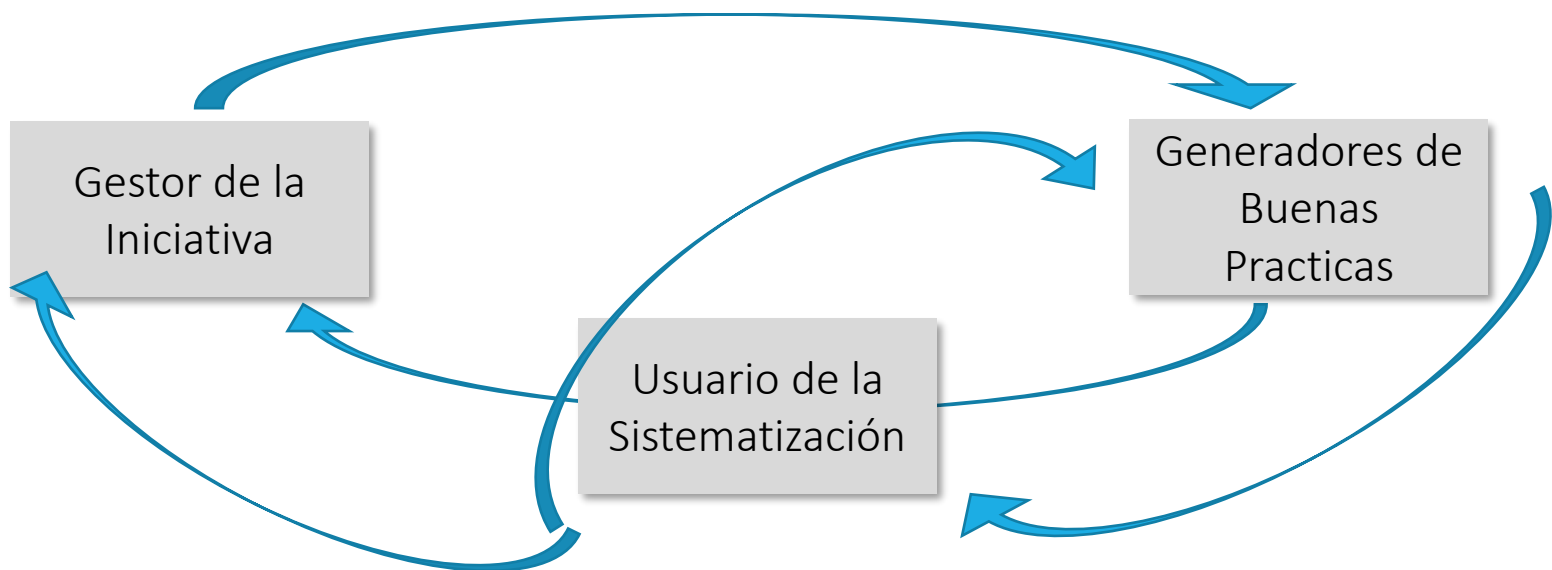 Gestor de la
Iniciativa
Generadores de
Buenas
Practicas
Usuario de la
Sistematización